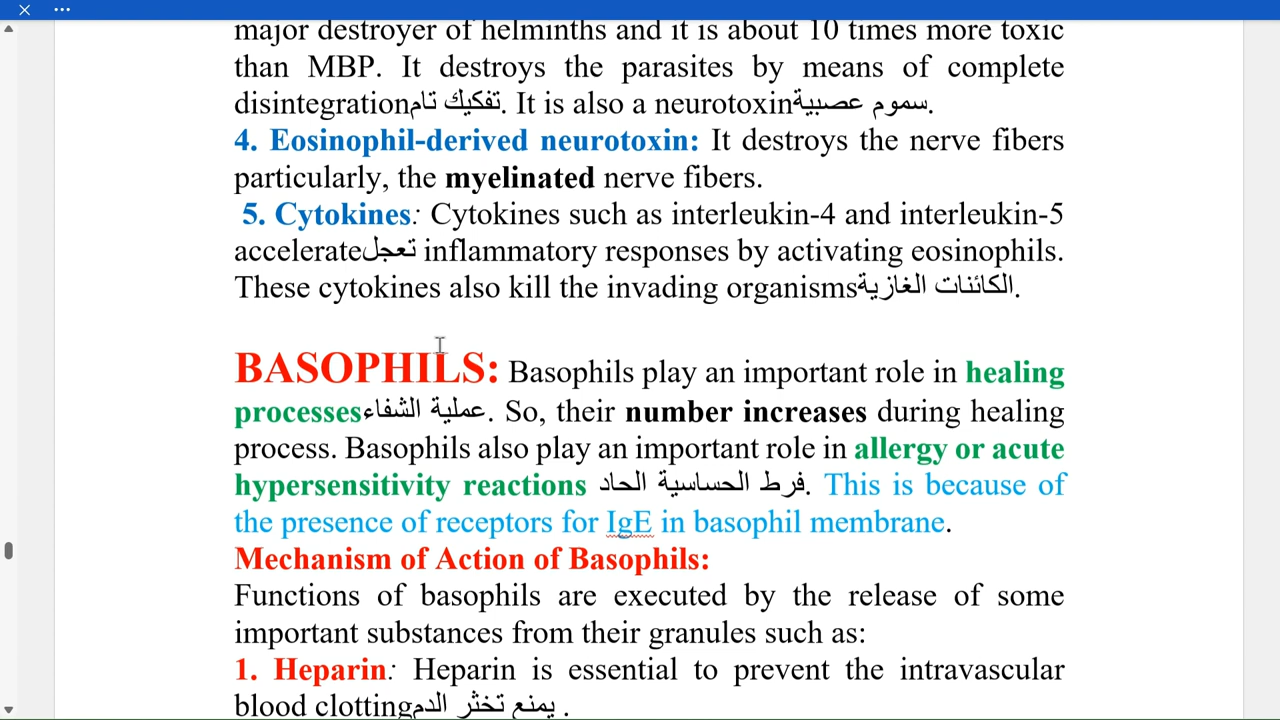 major destroyer of helminths and it is about 10 times more toxic
than MBP. It destroys the parasites by means of complete
disintegrationتفكيك تام. It is also a neurotoxinسموم عصبية.
4. Eosinophil-derived neurotoxin: It destroys the nerve fibers
particularly, the myelinated nerve fibers.
5. Cytokines: Cytokines such as interleukin-4 and interleukin-5
accelerateتعجل inflammatory responses by activating eosinophils.
These cytokines also kill the invading organismsالكائنات الغازية.
BASOPHILS: Basophils play an important role in healing
processesعملية الشفاء. So, their number increases during healing
process. Basophils also play an important role in allergy or acute
hypersensitivity reactions فرط الحساسية الحاد. This is because of
the presence of receptors for IgE in basophil membrane.
Mechanism of Action of Basophils:
Functions of basophils are executed by the release of some
important substances from their granules such as:
1. Heparin: Heparin is essential to prevent the intravascular
blood clottingيمنع تخثر الدم .